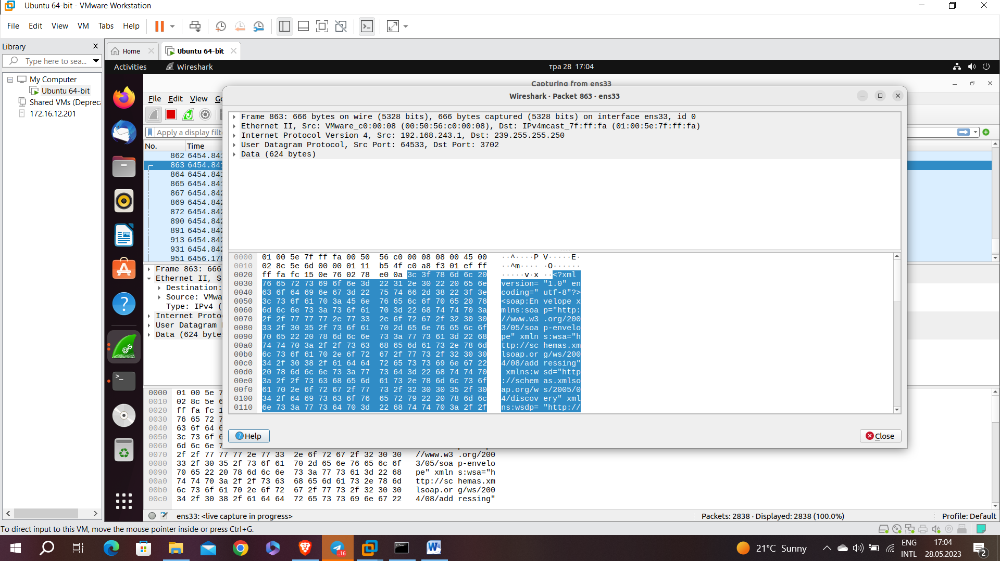 Ubuntu 64-bit - VMware Workstation
File Edit View VM Tabs Help
Library
Type here to sea...
My Computer
Ubuntu 64-bit
Shared VMs (Depreca
172.16.12.201
Home
Ubuntu 64-bit
Activities Wireshark тра 28 17:04
Capturing from ens33
File Edit View Go
Apply a display filte
No. Time
862 6454.841
863 6454.841
864 6454.841
865 6454.841
867 6454.842
869 6454.842
872 6454.842
890 6454.842
891 6454.842
913 6454.842
931 6454.842
951 6456.178
Frame 863: 666
Ethernet II, S
Destination:
Source: VMwa
Type: IPv4 (
Internet Proto
User Datagram
Data (624 byte
Wireshark · Packet 863 · ens33
Frame 863: 666 bytes on wire (5328 bits), 666 bytes captured (5328 bits) on interface ens33, id 0
Ethernet II, Src: VMware_c0:00:08 (00:50:56:c0:00:08), Dst: IPv4mcast_7f:ff:fa (01:00:5e:7f:ff:fa)
Internet Protocol Version 4, Src: 192.168.243.1, Dst: 239.255.255.250
User Datagram Protocol, Src Port: 64533, Dst Port: 3702
Data (624 bytes)
0000 01 00 5e 7f ff fa 00 50 56 c0 00 08 08 00 45 00 ··^····P V·····E·
0010 02 8c 5e 6d 00 00 01 11 b5 4f c0 a8 f3 01 ef ff ··^m···· ·O······
0020 ff fa fc 15 0e 76 02 78 e0 0a 3c 3f 78 6d 6c 20 ·····v·x ··<?xml
0030 76 65 72 73 69 6f 6e 3d 22 31 2e 30 22 20 65 6e version= "1.0" en
0040 63 6f 64 69 6e 67 3d 22 75 74 66 2d 38 22 3f 3e coding=" utf-8"?>
0050 3c 73 6f 61 70 3a 45 6e 76 65 6c 6f 70 65 20 78 <soap:En velope x
0060 6d 6c 6e 73 3a 73 6f 61 70 3d 22 68 74 74 70 3a mlns:soa p="http:
0070 2f 2f 77 77 77 2e 77 33 2e 6f 72 67 2f 32 30 30 //www.w3 .org/200
0080 33 2f 30 35 2f 73 6f 61 70 2d 65 6e 76 65 6c 6f 3/05/soa p-envelo
0090 70 65 22 20 78 6d 6c 6e 73 3a 77 73 61 3d 22 68 pe" xmln s:wsa="h
00a0 74 74 70 3a 2f 2f 73 63 68 65 6d 61 73 2e 78 6d ttp://sc hemas.xm
00b0 6c 73 6f 61 70 2e 6f 72 67 2f 77 73 2f 32 30 30 lsoap.or g/ws/200
00c0 34 2f 30 38 2f 61 64 64 72 65 73 73 69 6e 67 22 4/08/add ressing"
00d0 20 78 6d 6c 6e 73 3a 77 73 64 3d 22 68 74 74 70 xmlns:w sd="http
00e0 3a 2f 2f 73 63 68 65 6d 61 73 2e 78 6d 6c 73 6f ://schem as.xmlso
00f0 61 70 2e 6f 72 67 2f 77 73 2f 32 30 30 35 2f 30 ap.org/w s/2005/0
0100 34 2f 64 69 73 63 6f 76 65 72 79 22 20 78 6d 6c 4/discov ery" xml
0110 6e 73 3a 77 73 64 70 3d 22 68 74 74 70 3a 2f 2f ns:wsdp= "http://
Help
Close
0000 01 00 5e 7
0010 02 8c 5e 6
0020 ff fa fc 1
0030 76 65 72 7
0040 63 6f 64 6
0050 3c 73 6f 6
0060 6d 6c 6e 7
0070 2f 2f 77 77 77 2e 77 33 2e 6f 72 67 2f 32 30 30 //www.w3 .org/200
0080 33 2f 30 35 2f 73 6f 61 70 2d 65 6e 76 65 6c 6f 3/05/soa p-envelo
0090 70 65 22 20 78 6d 6c 6e 73 3a 77 73 61 3d 22 68 pe" xmln s:wsa="h
00a0 74 74 70 3a 2f 2f 73 63 68 65 6d 61 73 2e 78 6d ttp://sc hemas.xm
00b0 6c 73 6f 61 70 2e 6f 72 67 2f 77 73 2f 32 30 30 lsoap.or g/ws/200
00c0 34 2f 30 38 2f 61 64 64 72 65 73 73 69 6e 67 22 4/08/add ressing"
ens33: <live capture in progress>
Packets: 2838 · Displayed: 2838 (100.0%)
Profile: Default
To direct input to this VM, move the mouse pointer inside or press Ctrl+G.
..16
21°C Sunny
ENG
INTL
17:04
28.05.2023
2